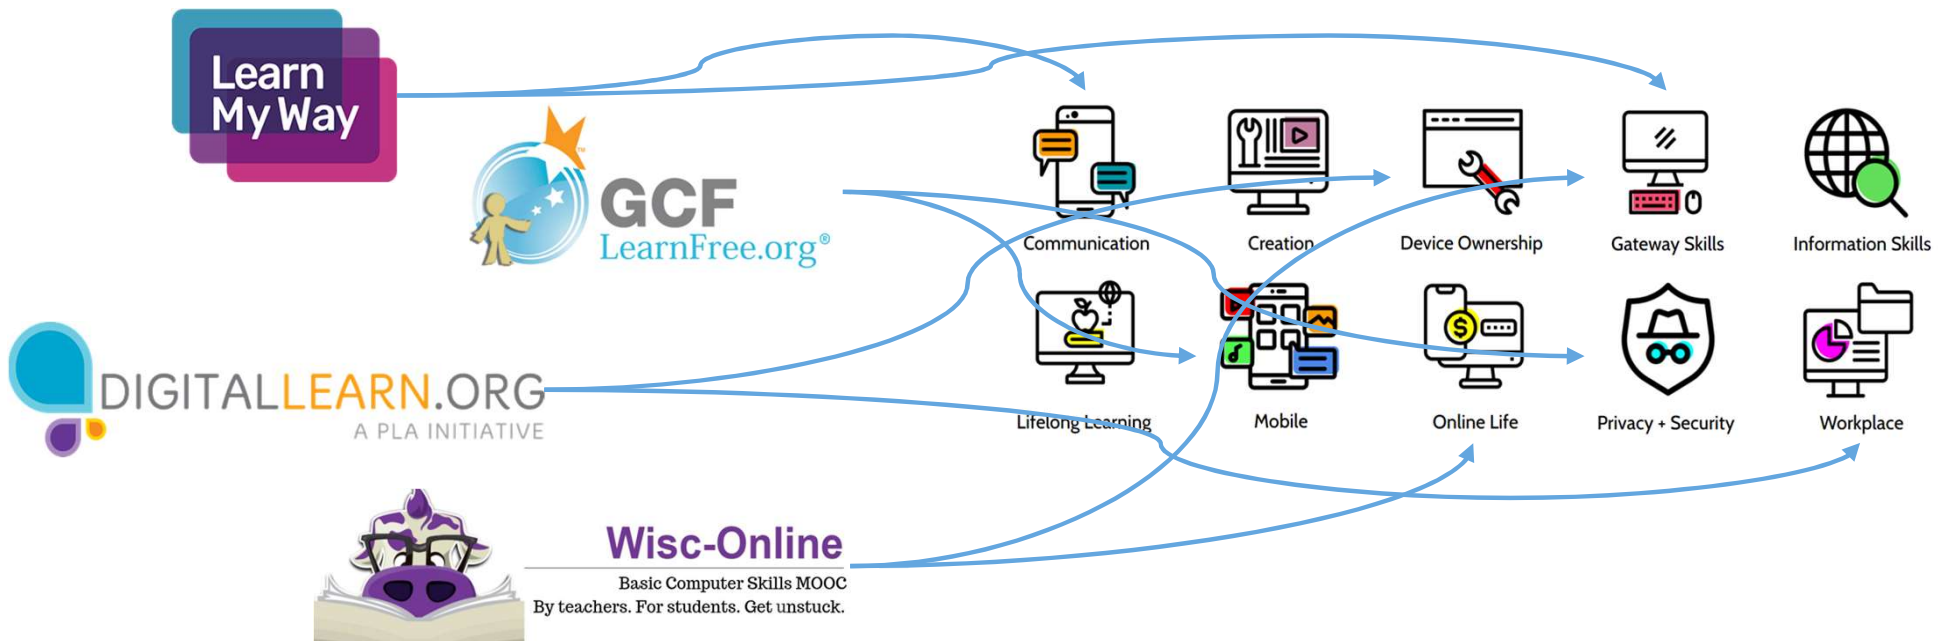 Learn
My Way
GCF
LearnFree.org®
DIGITALLEARN.ORG
A PLA INITIATIVE
Wisc-Online
Basic Computer Skills MOOC
By teachers. For students. Get unstuck.
Communication
Creation
Device Ownership
Gateway Skills
Information Skills
Lifelong Learning
Mobile
Online Life
Privacy + Security
Workplace